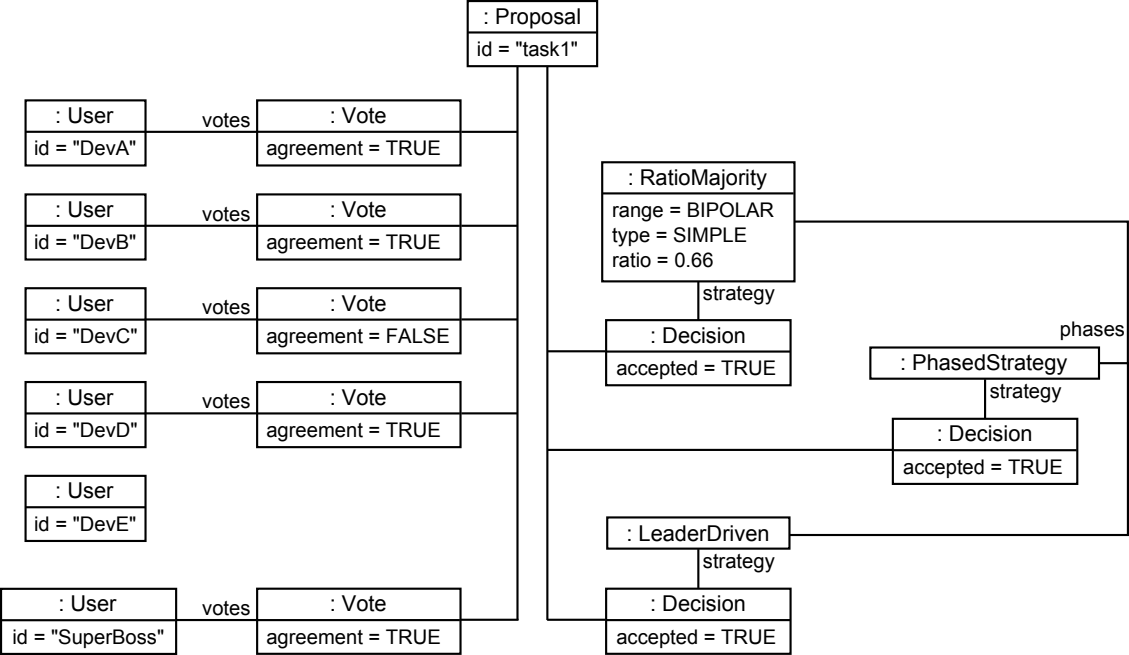 : Proposal
id = "task1"
: User
id = "DevA"
votes
: Vote
agreement = TRUE
: User
id = "DevB"
votes
: Vote
agreement = TRUE
: User
id = "DevC"
votes
: Vote
agreement = FALSE
: User
id = "DevD"
votes
: Vote
agreement = TRUE
: User
id = "DevE"
: User
id = "SuperBoss"
votes
: Vote
agreement = TRUE
: RatioMajority
range = BIPOLAR
type = SIMPLE
ratio = 0.66
strategy
: Decision
accepted = TRUE
phases
: PhasedStrategy
strategy
: Decision
accepted = TRUE
: LeaderDriven
strategy
: Decision
accepted = TRUE